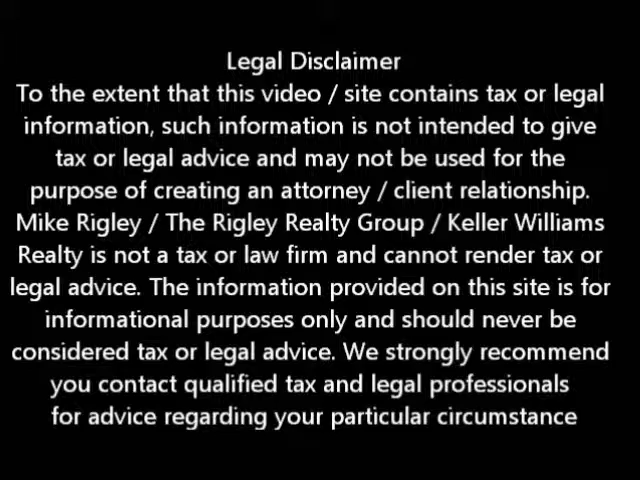 Legal Disclaimer
To the extent that this video / site contains tax or legal
information, such information is not intended to give
tax or legal advice and may not be used for the
purpose of creating an attorney / client relationship.
Mike Rigley / The Rigley Realty Group / Keller Williams
Realty is not a tax or law firm and cannot render tax or
legal advice. The information provided on this site is for
informational purposes only and should never be
considered tax or legal advice. We strongly recommend
you contact qualified tax and legal professionals
for advice regarding your particular circumstance